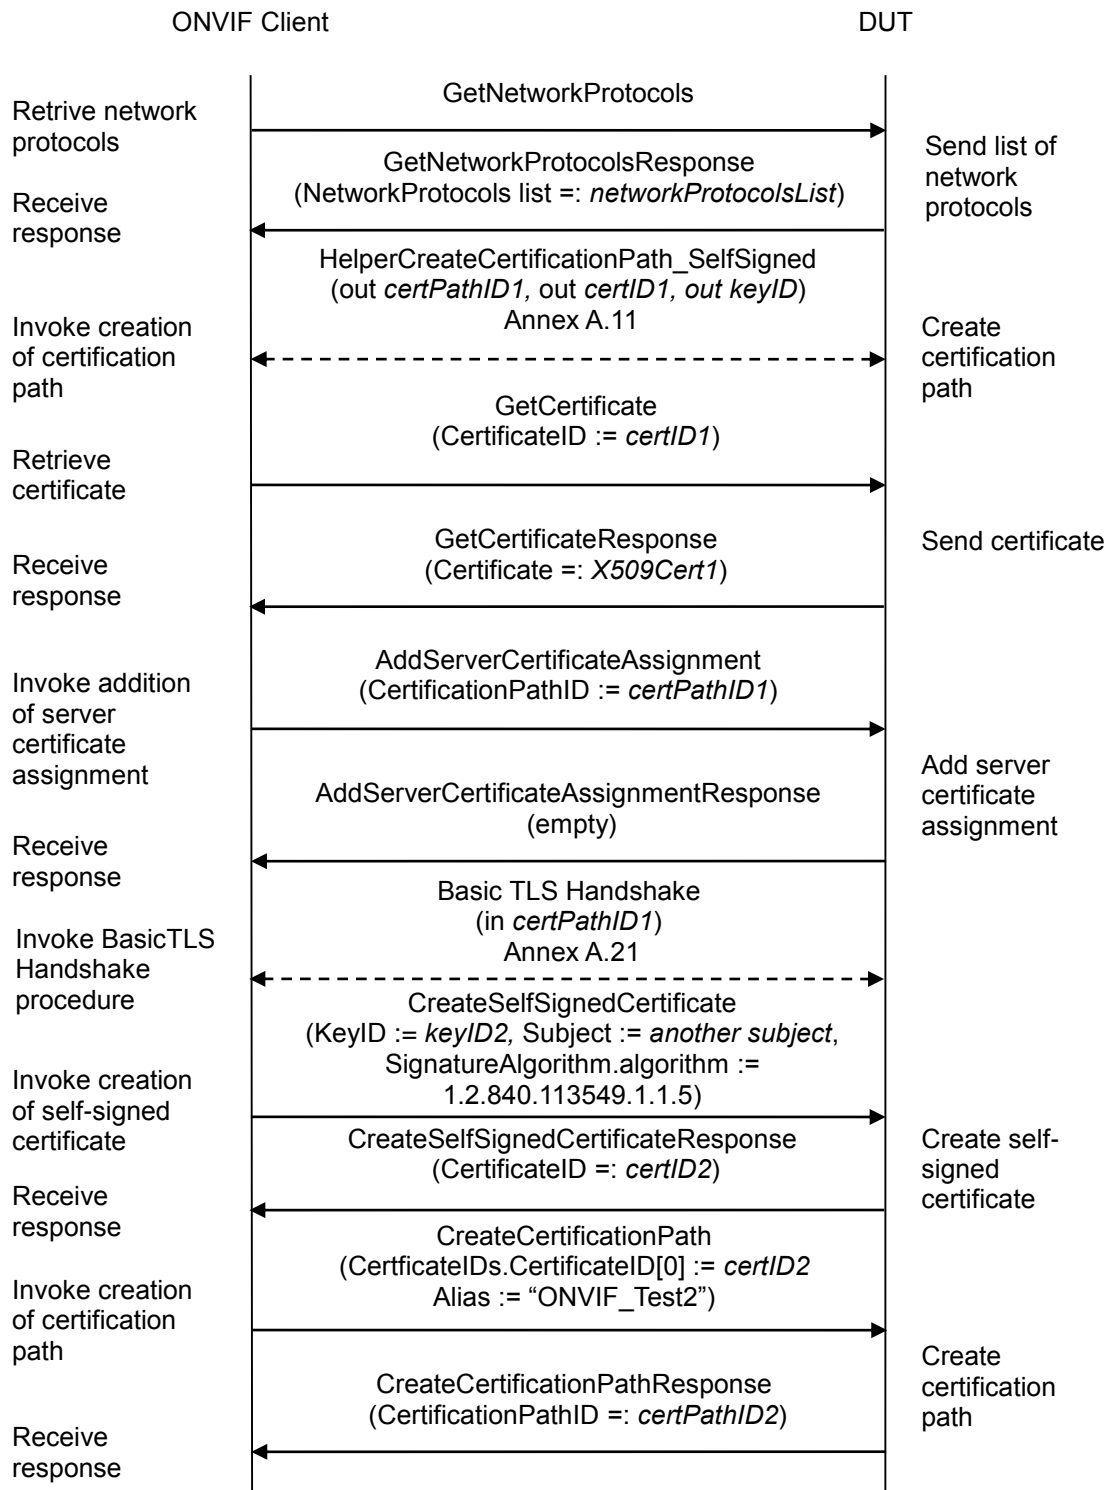 ONVIF Client
DUT
GetNetworkProtocols
Retrive network
protocols
GetNetworkProtocolsResponse
(NetworkProtocols list =: networkProtocolsList)
Send list of
network
protocols
Receive
response
HelperCreateCertificationPath_SelfSigned
(out certPathID1, out certID1, out keyID)
Annex A.11
Invoke creation
of certification
path
Create
certification
path
GetCertificate
(CertificateID := certID1)
Retrieve
certificate
GetCertificateResponse
(Certificate =: X509Cert1)
Send certificate
Receive
response
AddServerCertificateAssignment
(CertificationPathID := certPathID1)
Invoke addition
of server
certificate
assignment
AddServerCertificateAssignmentResponse
(empty)
Add server
certificate
assignment
Receive
response
Basic TLS Handshake
(in certPathID1)
Annex A.21
Invoke BasicTLS
Handshake
procedure
CreateSelfSignedCertificate
(KeyID := keyID2, Subject := another subject,
SignatureAlgorithm.algorithm :=
1.2.840.113549.1.1.5)
Invoke creation
of self-signed
certificate
CreateSelfSignedCertificateResponse
(CertificateID =: certID2)
Create self-
signed
certificate
Receive
response
CreateCertificationPath
(CertficateIDs.CertificateID[0] := certID2
Alias := “ONVIF_Test2”)
Invoke creation
of certification
path
CreateCertificationPathResponse
(CertificationPathID =: certPathID2)
Create
certification
path
Receive
response